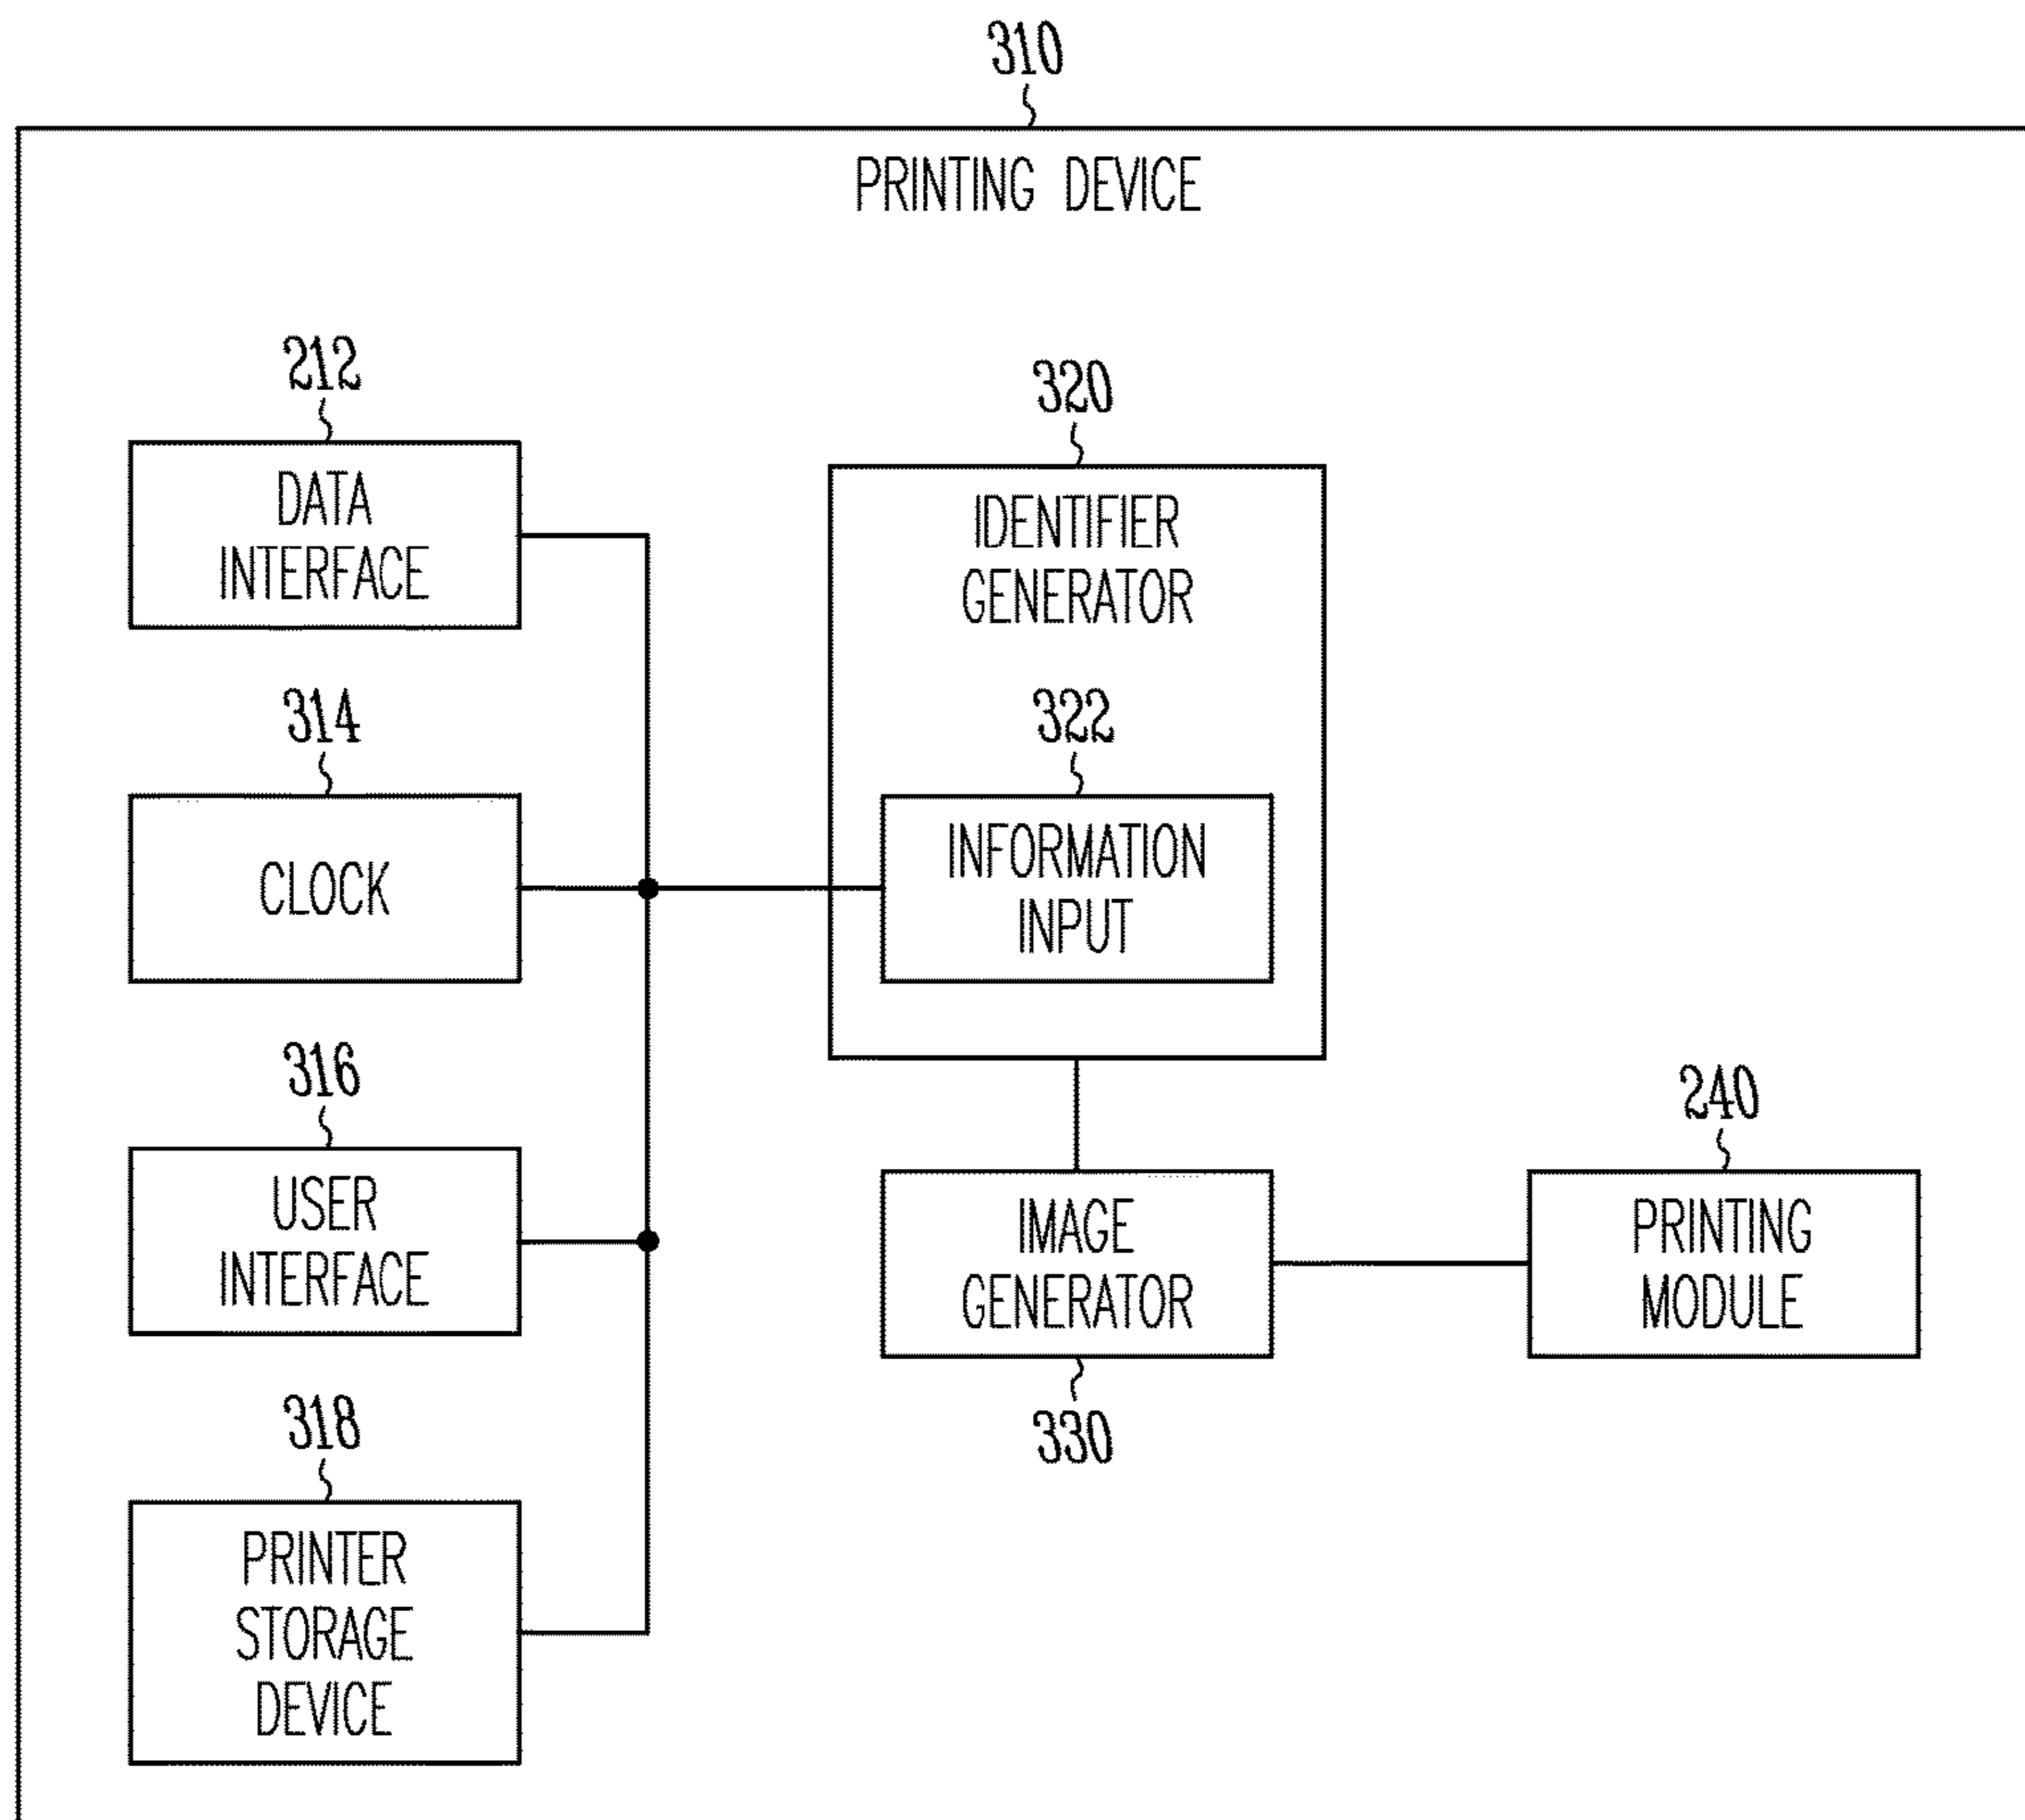 310
PRINTING DEVICE
212
DATA
INTERFACE
314
CLOCK
316
USER
INTERFACE
318
PRINTER
STORAGE
DEVICE
320
IDENTIFIER
GENERATOR
322
INFORMATION
INPUT
IMAGE
GENERATOR
330
240
PRINTING
MODULE